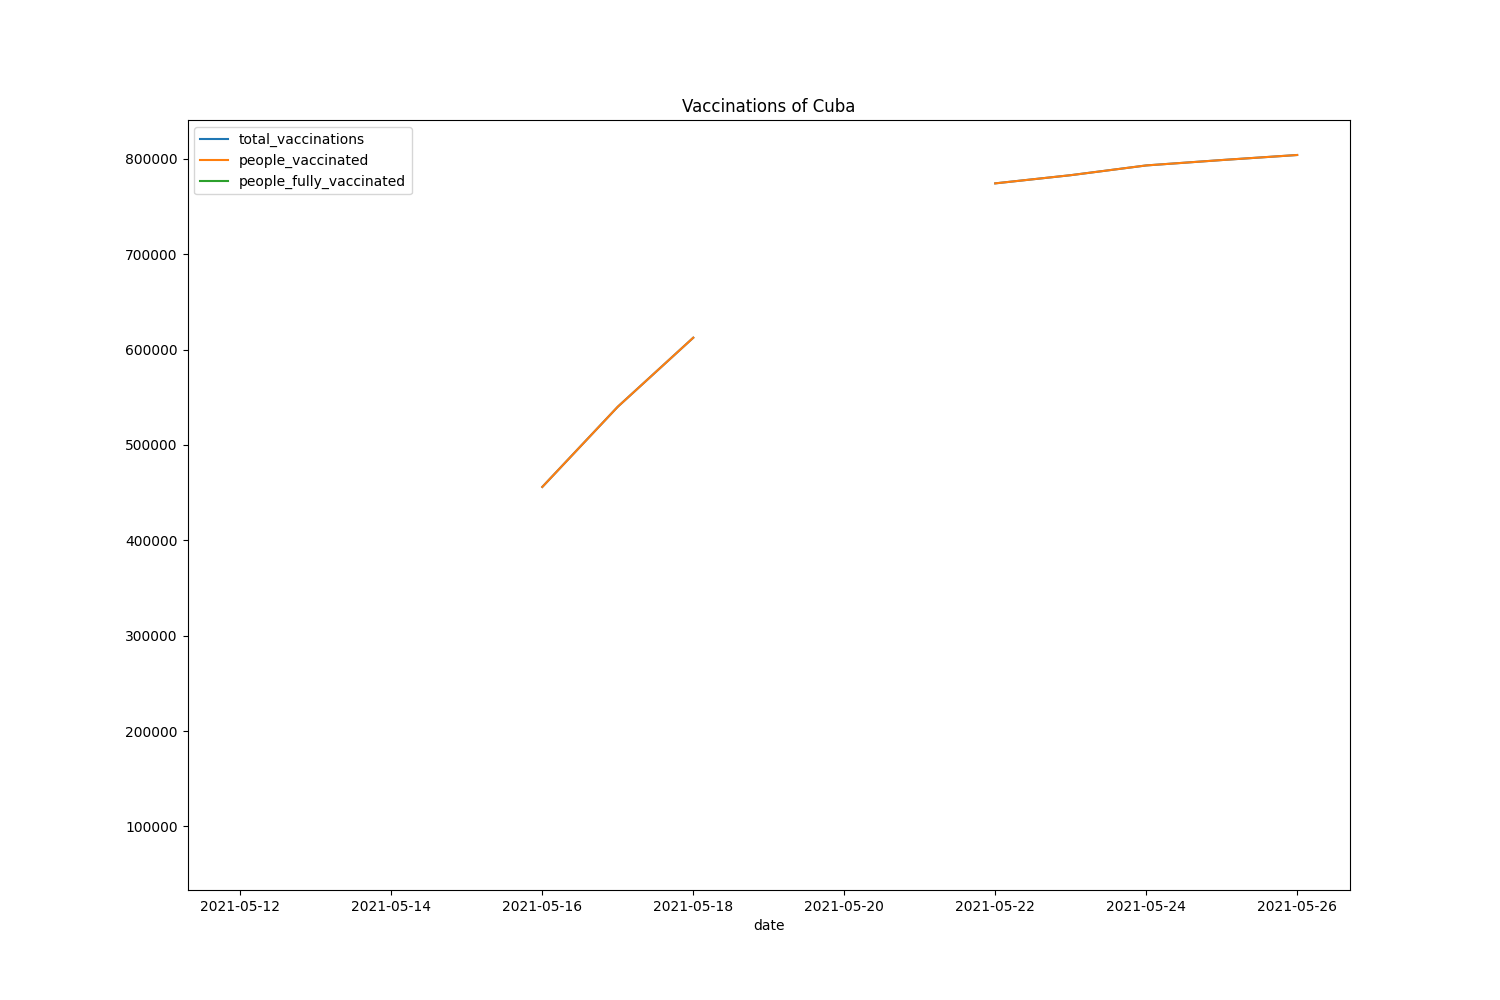 Vaccinations of Cuba
total_vaccinations
people_vaccinated
people_fully_vaccinated
800000
700000
600000
500000
400000
300000
200000
100000
2021-05-12 2021-05-14 2021-05-16 2021-05-18 2021-05-20 2021-05-22 2021-05-24 2021-05-26
date